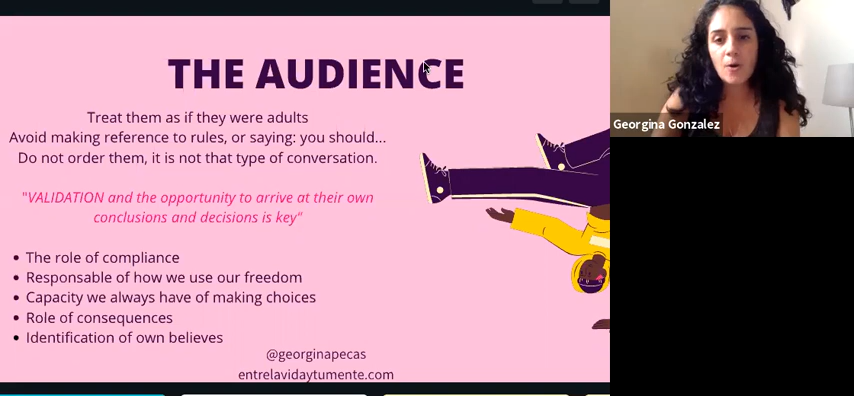 THE AUDIENCE
Treat them as if they were adults
Avoid making reference to rules, or saying: you should...
Do not order them, it is not that type of conversation.
"VALIDATION and the opportunity to arrive at their own
conclusions and decisions is key"
• The role of compliance
• Responsable of how we use our freedom
• Capacity we always have of making choices
• Role of consequences
• Identification of own believes
@georginapecas
entrelavidaytumente.com
Georgina Gonzalez